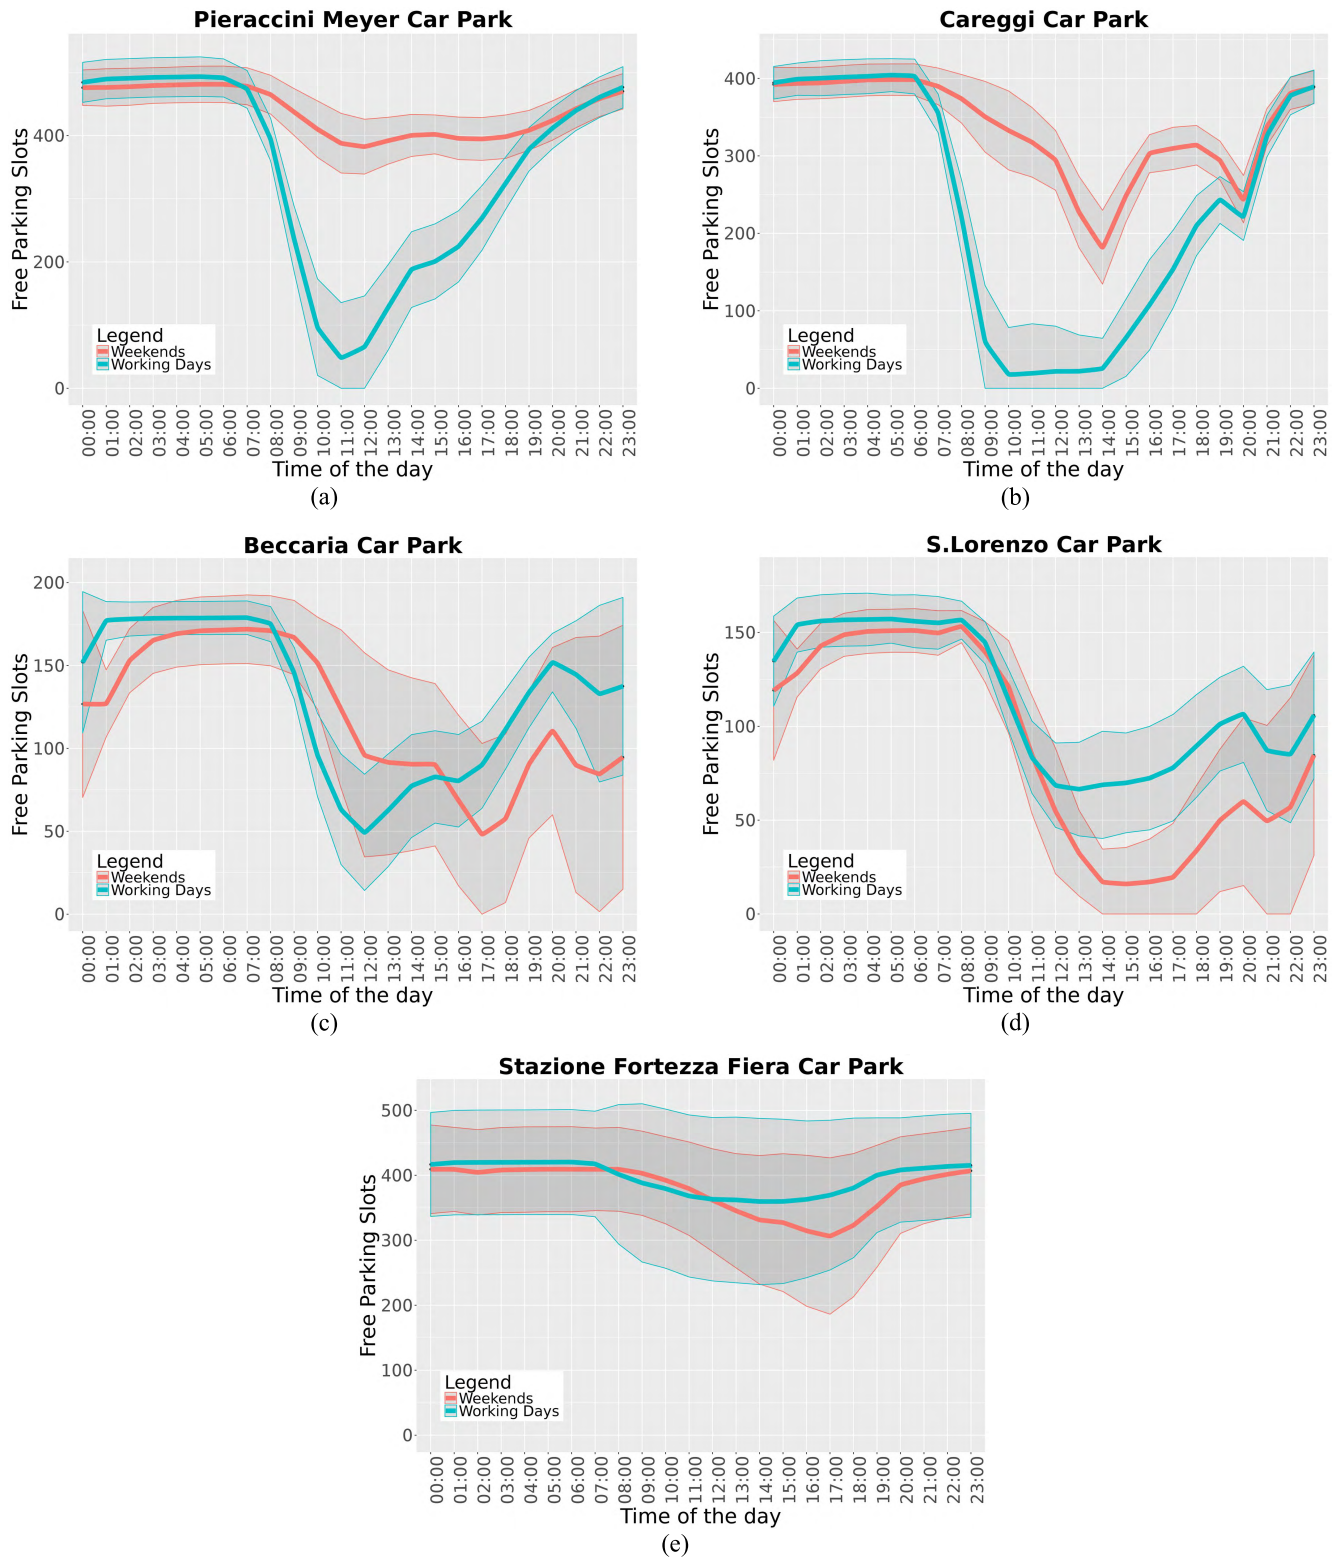 Pieraccini Meyer Car Park
Free Parking Slots
400
200
0
Legend
Weekends
Working Days
00:00 01:00 02:00 03:00 04:00 05:00 06:00 07:00 08:00 09:00 10:00 11:00 12:00 13:00 14:00 15:00 16:00 17:00 18:00 19:00 20:00 21:00 22:00 23:00
Time of the day
(a)
Careggi Car Park
Free Parking Slots
400
300
200
100
0
Legend
Weekends
Working Days
00:00 01:00 02:00 03:00 04:00 05:00 06:00 07:00 08:00 09:00 10:00 11:00 12:00 13:00 14:00 15:00 16:00 17:00 18:00 19:00 20:00 21:00 22:00 23:00
Time of the day
(b)
Beccaria Car Park
Free Parking Slots
200
150
100
50
0
Legend
Weekends
Working Days
00:00 01:00 02:00 03:00 04:00 05:00 06:00 07:00 08:00 09:00 10:00 11:00 12:00 13:00 14:00 15:00 16:00 17:00 18:00 19:00 20:00 21:00 22:00 23:00
Time of the day
(c)
S.Lorenzo Car Park
Free Parking Slots
150
100
50
0
Legend
Weekends
Working Days
00:00 01:00 02:00 03:00 04:00 05:00 06:00 07:00 08:00 09:00 10:00 11:00 12:00 13:00 14:00 15:00 16:00 17:00 18:00 19:00 20:00 21:00 22:00 23:00
Time of the day
(d)
Stazione Fortezza Fiera Car Park
Free Parking Slots
500
400
300
200
100
0
Legend
Weekends
Working Days
00:00 01:00 02:00 03:00 04:00 05:00 06:00 07:00 08:00 09:00 10:00 11:00 12:00 13:00 14:00 15:00 16:00 17:00 18:00 19:00 20:00 21:00 22:00 23:00
Time of the day
(e)